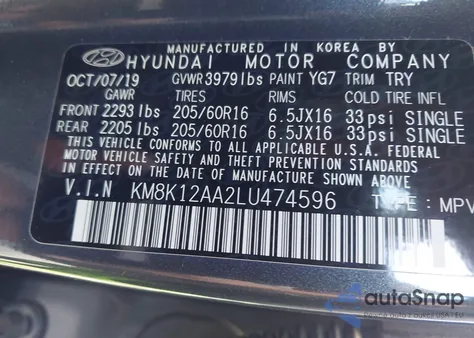 MANUFACTURED IN KOREA BY
HYUNDAI MOTOR COMPANY
OCT/07/19 GVWR3979lbs PAINT YG7 TRIM TRY
GAWR TIRES RIMS COLD TIRE INFL
FRONT 2293lbs 205/60R16 6.5JX16 33psi SINGLE
REAR 2205lbs 205/60R16 6.5JX16 33psi SINGLE
THIS VEHICLE CONFORMS TO ALL APPLICABLE U.S.A. FEDERAL
MOTOR VEHICLE SAFETY AND THEFT PREVENTION STANDARDS
IN EFFECT ON THE DATE OF MANUFACTURE SHOWN ABOVE.
V.I.N KM8K12AA2LU474596 TYPE : MPV
autoSnap